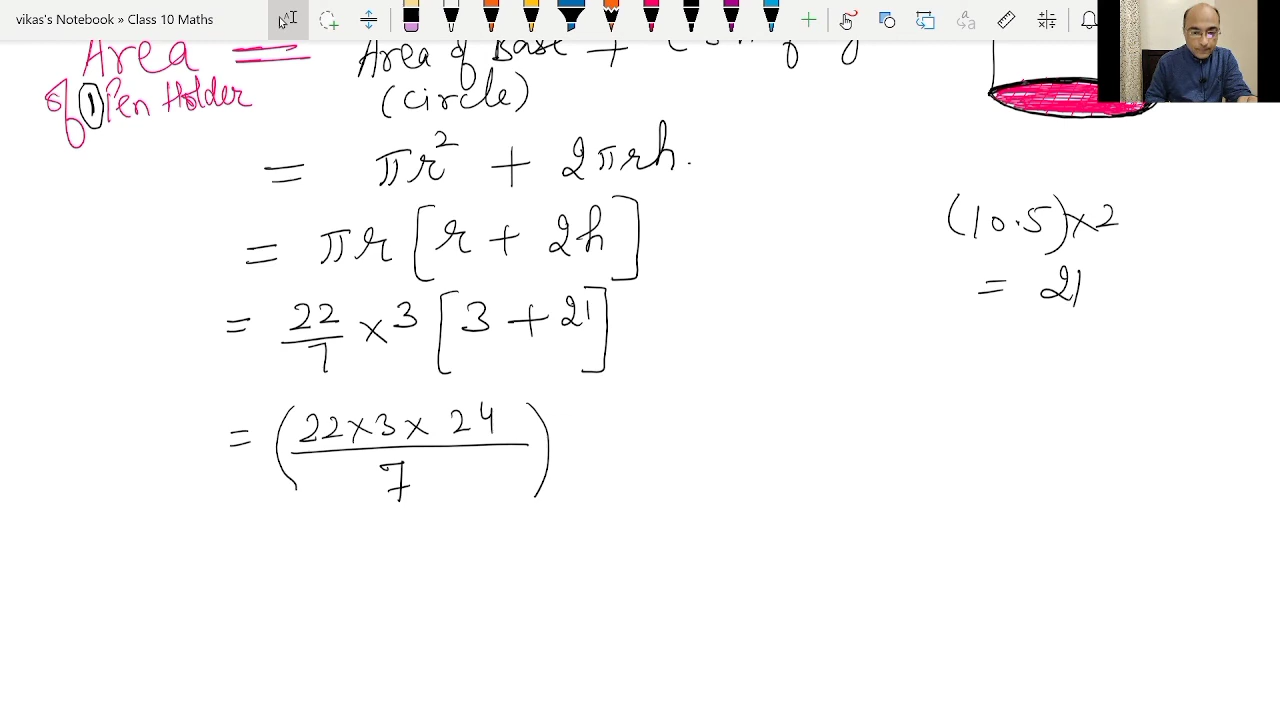 vikas's Notebook » Class 10 Maths
Area = Area of Base +
of 1 Pen Holder (circle)
= πr² + 2πrh.
= πr [r + 2h]
(10.5)×2
= 21
= 22/7 × 3 [3 + 21]
= (22×3×24 / 7)